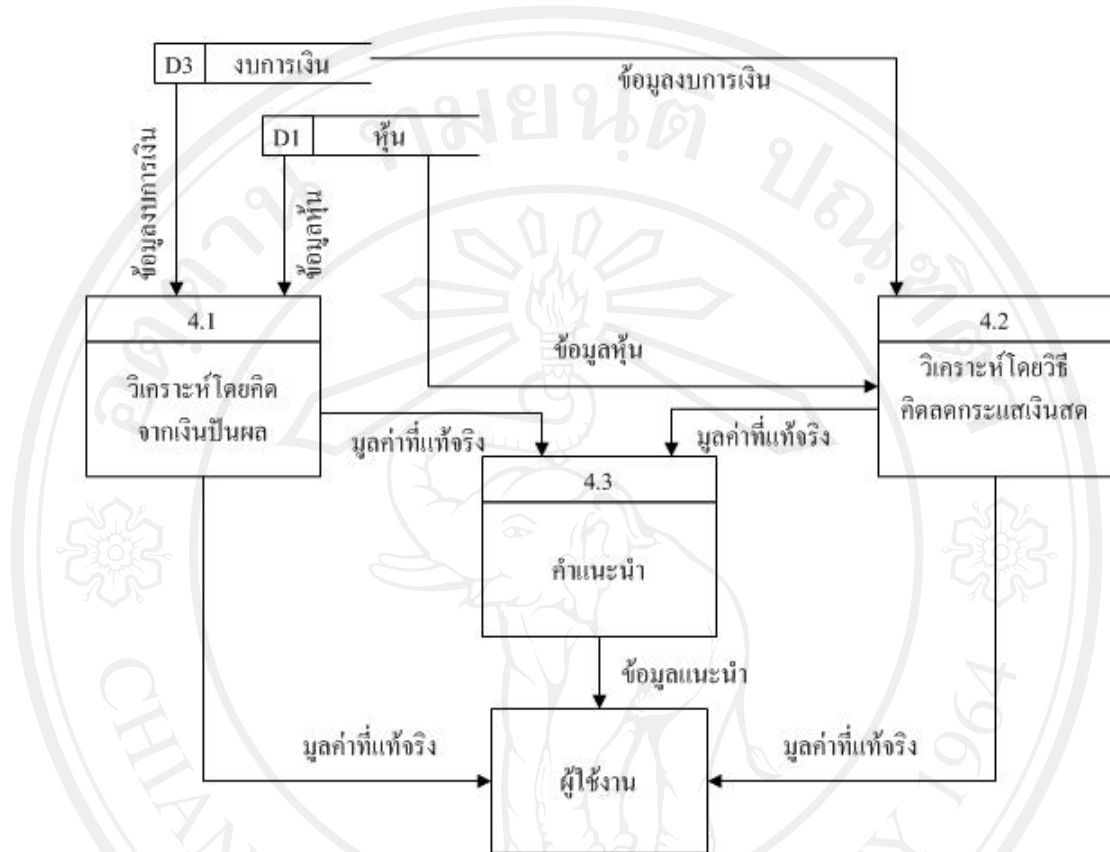 D3 งบการเงิน
ข้อมูลงบการเงิน
D1 หุ้น
ข้อมูลงบการเงิน
ข้อมูลหุ้น
4.1
วิเคราะห์โดยคิด
จากเงินปันผล
ข้อมูลหุ้น
4.2
วิเคราะห์โดยวิธี
คิดลดกระแสเงินสด
มูลค่าที่แท้จริง
มูลค่าที่แท้จริง
4.3
คำแนะนำ
ข้อมูลแนะนำ
มูลค่าที่แท้จริง
มูลค่าที่แท้จริง
ผู้ใช้งาน